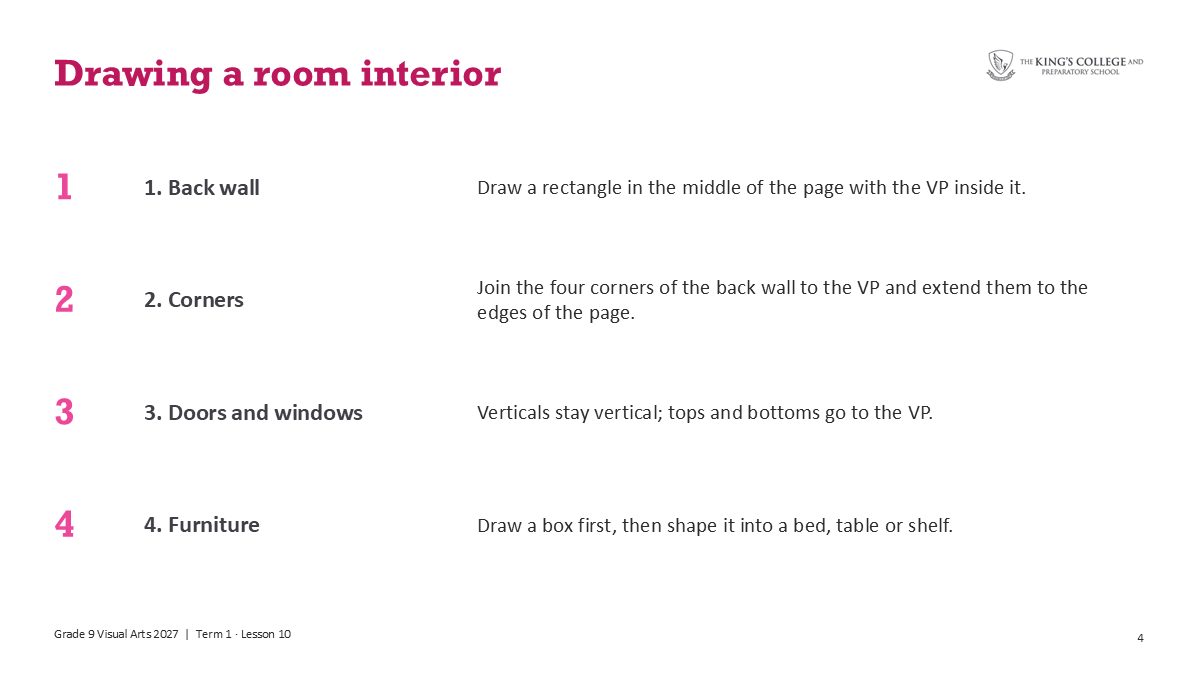 Drawing a room interior
THE KING'S COLLEGE AND
PREPARATORY SCHOOL
1
1. Back wall
Draw a rectangle in the middle of the page with the VP inside it.
2
2. Corners
Join the four corners of the back wall to the VP and extend them to the
edges of the page.
3
3. Doors and windows
Verticals stay vertical; tops and bottoms go to the VP.
4
4. Furniture
Draw a box first, then shape it into a bed, table or shelf.
Grade 9 Visual Arts 2027 | Term 1 · Lesson 10
4